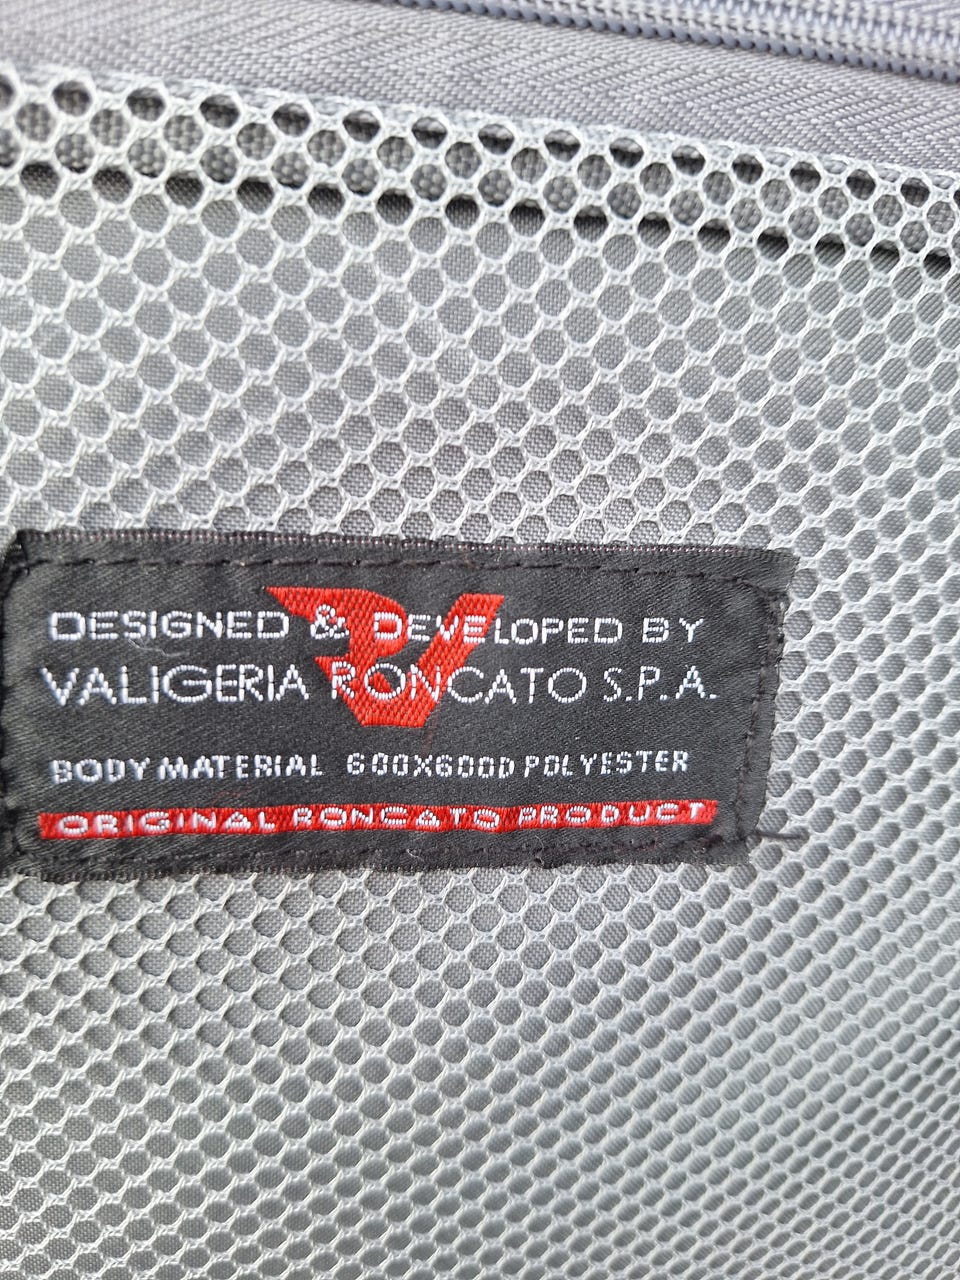 DESIGNED & DEVELOPED BY
VALIGERIA RONCATO S.P.A.
BODY MATERIAL 600X600D POLYESTER
ORIGINAL RONCATO PRODUCT